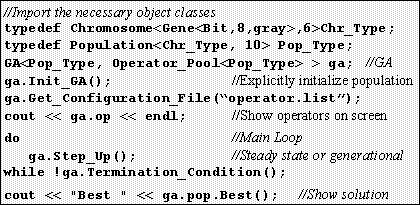 //Import the necessary object classes
typedef Chromosome<Gene<Bit,8,gray>,6>Chr_Type;
typedef Population<Chr_Type, 10> Pop_Type;
GA<Pop_Type, Operator_Pool<Pop_Type> > ga; //GA
ga.Init_GA(); //Explicitly initialize population
ga.Get_Configuration_File(“operator.list”);
cout << ga.op << endl; //Show operators on screen
do //Main Loop
ga.Step_Up(); //Steady state or generational
while !ga.Termination_Condition();
cout << "Best " << ga.pop.Best(); //Show solution